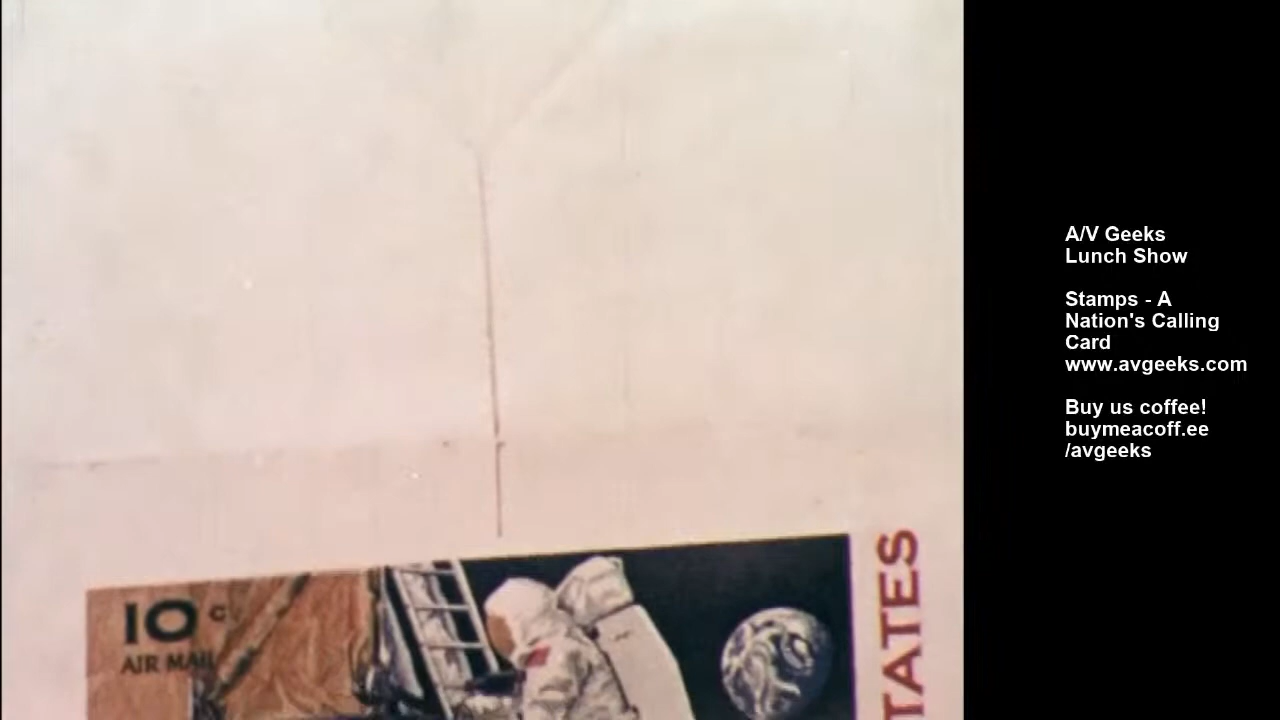 10 c
AIR MAIL
TATES
A/V Geeks
Lunch Show
Stamps - A
Nation's Calling
Card
www.avgeeks.com
Buy us coffee!
buymeacoff.ee
/avgeeks